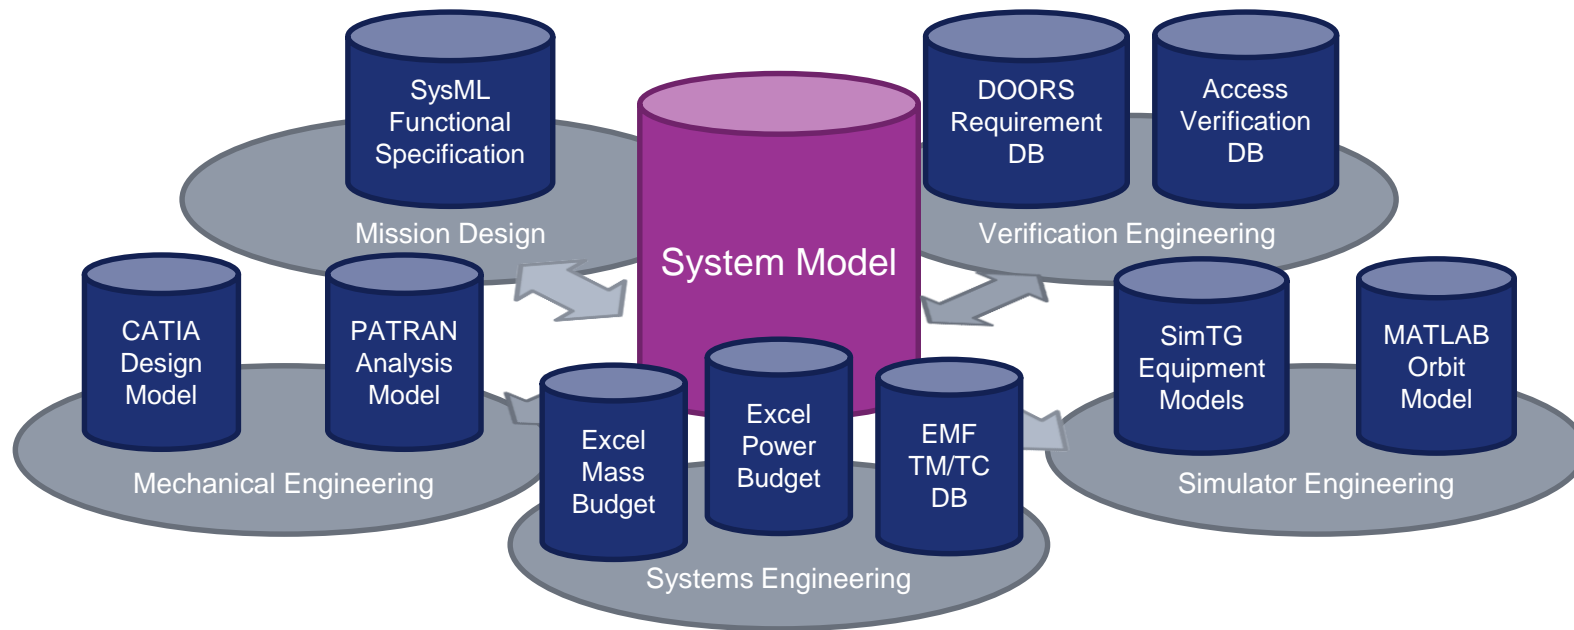 SysML
Functional
Specification
Mission Design
System Model
DOORS
Requirement
DB
Access
Verification
DB
Verification Engineering
CATIA
Design
Model
PATRAN
Analysis
Model
Mechanical Engineering
Excel
Mass
Budget
Excel
Power
Budget
EMF
TM/TC
DB
Systems Engineering
SimTG
Equipment
Models
MATLAB
Orbit
Model
Simulator Engineering